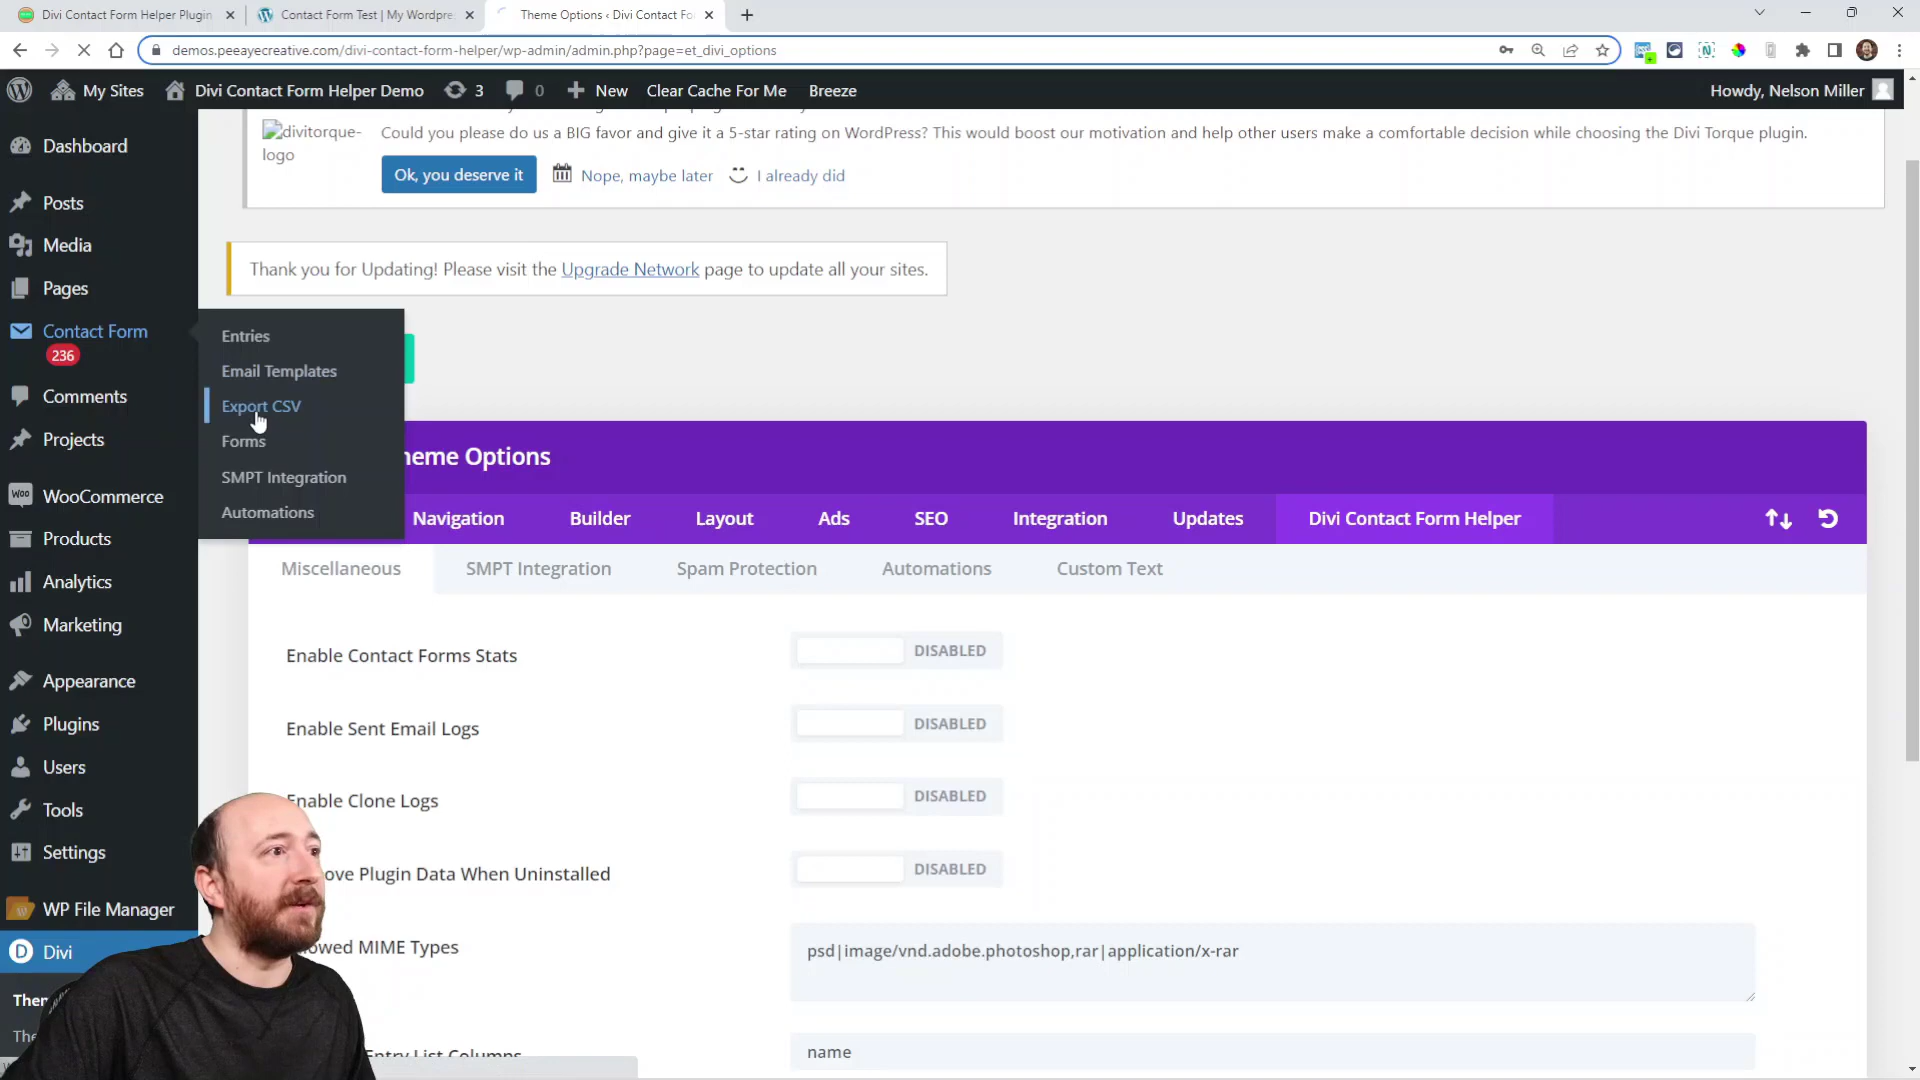 Divi Contact Form Helper Plugin
Contact Form Test | My Wordpre
Theme Options ‹ Divi Contact Fo
demos.peeayecreative.com/divi-contact-form-helper/wp-admin/admin.php?page=et_divi_options
My Sites
Divi Contact Form Helper Demo
3
0
New
Clear Cache For Me
Breeze
Howdy, Nelson Miller
divitorque-logo
Could you please do us a BIG favor and give it a 5-star rating on WordPress? This would boost our motivation and help other users make a comfortable decision while choosing the Divi Torque plugin.
Ok, you deserve it
Nope, maybe later
I already did
Thank you for Updating! Please visit the Upgrade Network page to update all your sites.
Dashboard
Posts
Media
Pages
Contact Form
236
Comments
Projects
WooCommerce
Products
Analytics
Marketing
Appearance
Plugins
Users
Tools
Settings
WP File Manager
Divi
Entries
Email Templates
Export CSV
Forms
SMPT Integration
Automations
heme Options
Navigation
Builder
Layout
Ads
SEO
Integration
Updates
Divi Contact Form Helper
Miscellaneous
SMPT Integration
Spam Protection
Automations
Custom Text
Enable Contact Forms Stats
DISABLED
Enable Sent Email Logs
DISABLED
Enable Clone Logs
DISABLED
ove Plugin Data When Uninstalled
DISABLED
owed MIME Types
psd|image/vnd.adobe.photoshop,rar|application/x-rar
Entry List Columns
name